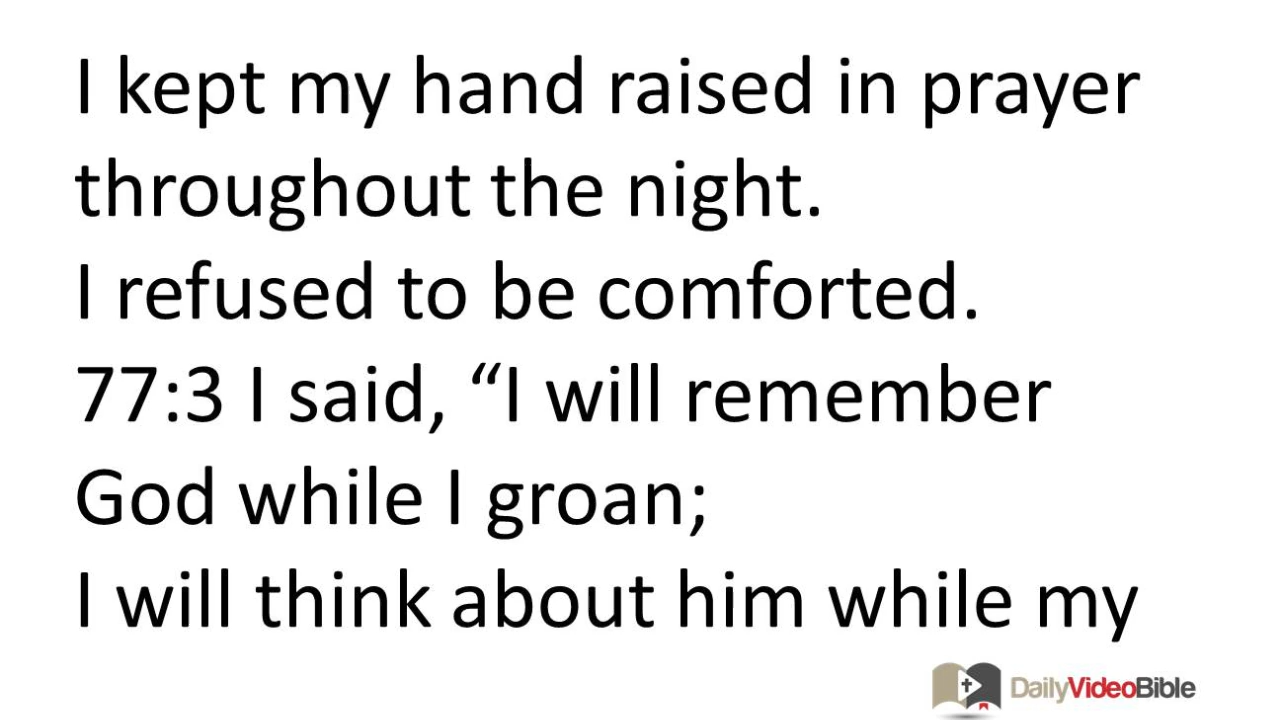 I kept my hand raised in prayer
throughout the night.
I refused to be comforted.
77:3 I said, “I will remember
God while I groan;
I will think about him while my
DailyVideoBible